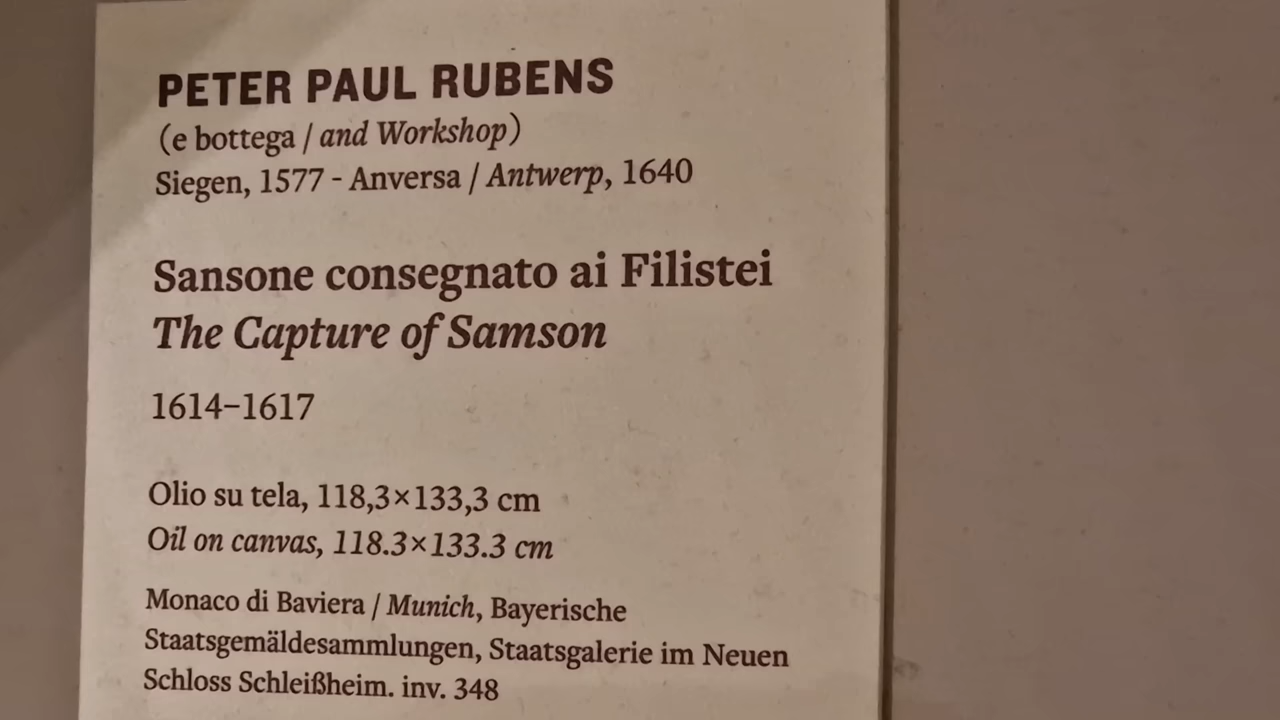 PETER PAUL RUBENS
(e bottega / and Workshop)
Siegen, 1577 - Anversa / Antwerp, 1640
Sansone consegnato ai Filistei
The Capture of Samson
1614–1617
Olio su tela, 118,3×133,3 cm
Oil on canvas, 118.3×133.3 cm
Monaco di Baviera / Munich, Bayerische
Staatsgemäldesammlungen, Staatsgalerie im Neuen
Schloss Schleißheim. inv. 348